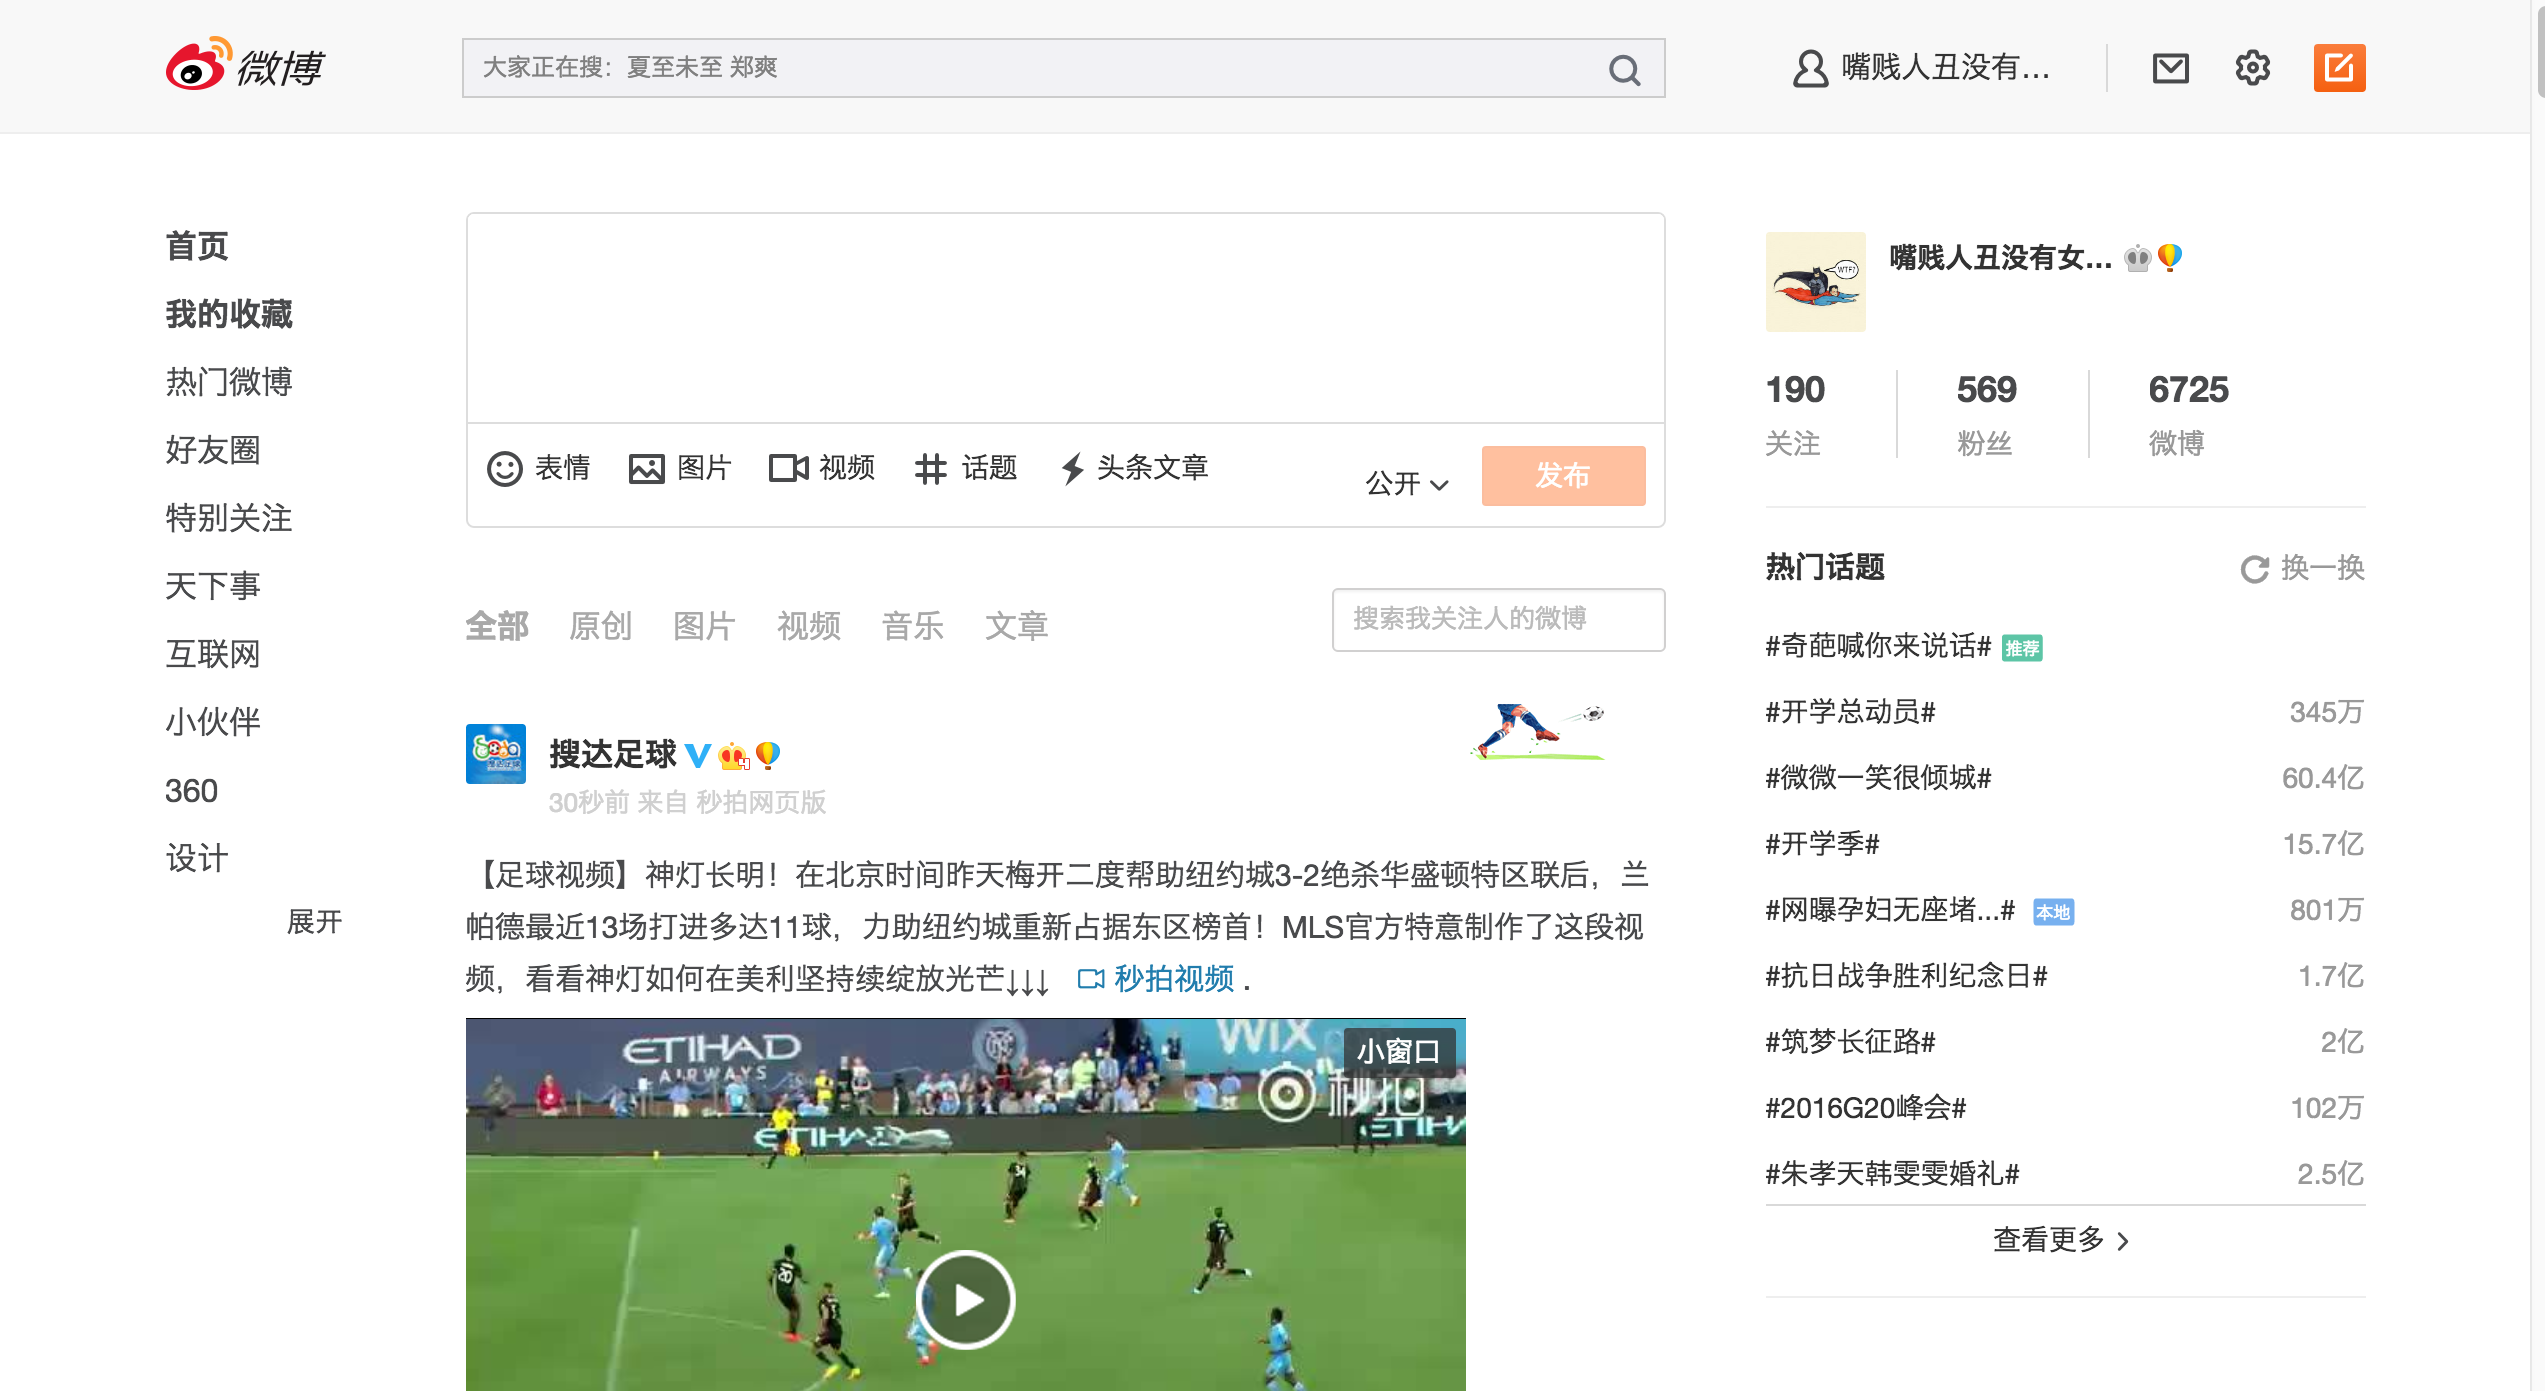 微博
大家正在搜：夏至未至 郑爽
嘴贱人丑没有...
首页
我的收藏
热门微博
好友圈
特别关注
天下事
互联网
小伙伴
360
设计
展开
表情 图片 视频 话题 头条文章
公开 发布
全部 原创 图片 视频 音乐 文章
搜索我关注人的微博
搜达足球
30秒前 来自 秒拍网页版
【足球视频】神灯长明！在北京时间昨天梅开二度帮助纽约城3-2绝杀华盛顿特区联后，兰
帕德最近13场打进多达11球，力助纽约城重新占据东区榜首！MLS官方特意制作了这段视
频，看看神灯如何在美利坚持续绽放光芒↓↓↓ 秒拍视频 .
ETIHAD
AIRWAYS
WIX
小窗口
秒拍
ETIHAD
ETIHA
34
7
20
WTF?
嘴贱人丑没有女...
190 569 6725
关注 粉丝 微博
热门话题 换一换
#奇葩喊你来说话# 推荐
#开学总动员# 345万
#微微一笑很倾城# 60.4亿
#开学季# 15.7亿
#网曝孕妇无座堵...# 本地 801万
#抗日战争胜利纪念日# 1.7亿
#筑梦长征路# 2亿
#2016G20峰会# 102万
#朱孝天韩雯雯婚礼# 2.5亿
查看更多 >